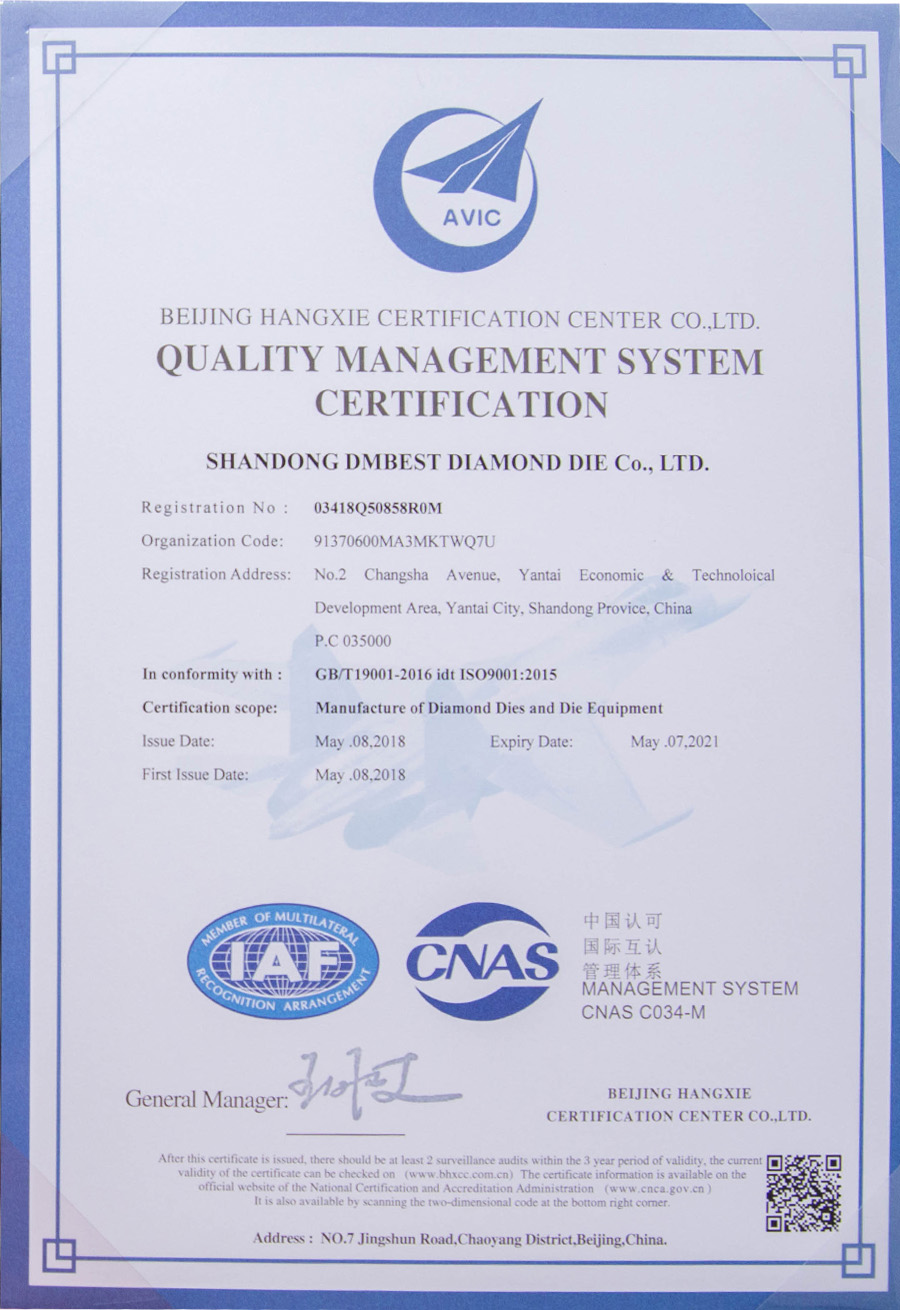 AVIC
BEIJING HANGXIE CERTIFICATION CENTER CO.,LTD.
QUALITY MANAGEMENT SYSTEM
CERTIFICATION
SHANDONG DMBEST DIAMOND DIE Co., LTD.
Registration No : 03418Q50858R0M
Organization Code: 91370600MA3MKTWQ7U
Registration Address: No.2 Changsha Avenue, Yantai Economic & Technoloical
Development Area, Yantai City, Shandong Provice, China
P.C 035000
In conformity with : GB/T19001-2016 idt ISO9001:2015
Certification scope: Manufacture of Diamond Dies and Die Equipment
Issue Date: May .08,2018 Expiry Date: May .07,2021
First Issue Date: May .08,2018
MEMBER OF MULTILATERAL
IAF
RECOGNITION ARRANGEMENT
CNAS
中国认可
国际互认
管理体系
MANAGEMENT SYSTEM
CNAS C034-M
General Manager:
BEIJING HANGXIE
CERTIFICATION CENTER CO.,LTD.
After this certificate is issued, there should be at least 2 surveillance audits within the 3 year period of validity, the current
validity of the certificate can be checked on （www.bhxcc.com.cn）The certificate information is available on the
official website of the National Certification and Accreditation Administration （www.cnca.gov.cn）
It is also available by scanning the two-dimensional code at the bottom right corner.
Address : NO.7 Jingshun Road,Chaoyang District,Beijing,China.